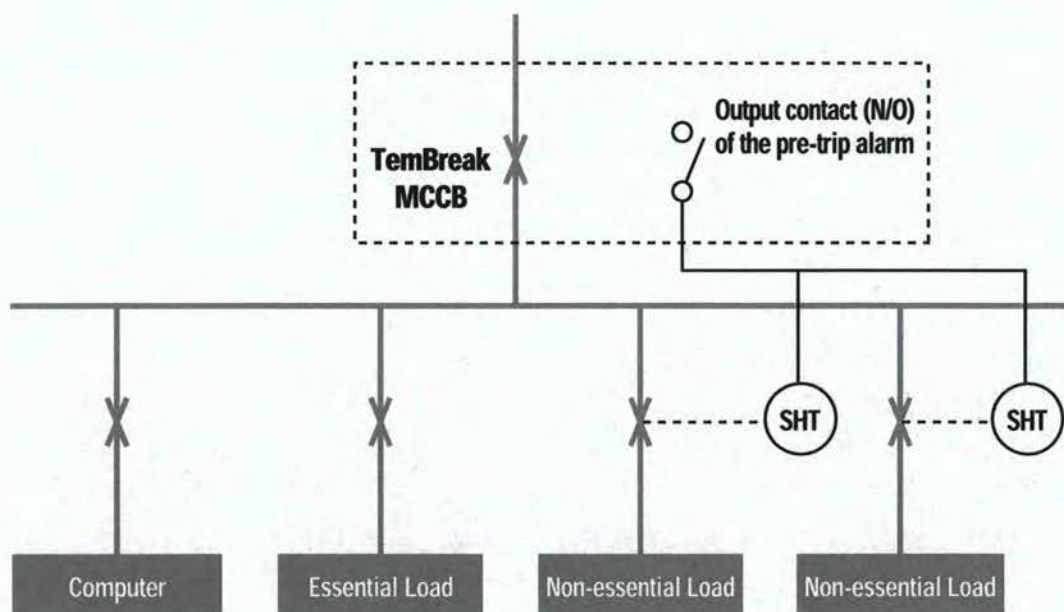 Output contact (N/O)
of the pre-trip alarm
TemBreak
MCCB
SHT
SHT
Computer
Essential Load
Non-essential Load
Non-essential Load